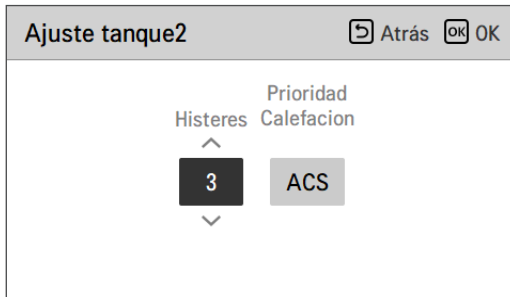 Ajuste tanque2 Atrás OK OK
Prioridad
Histeres Calefacion
3 ACS